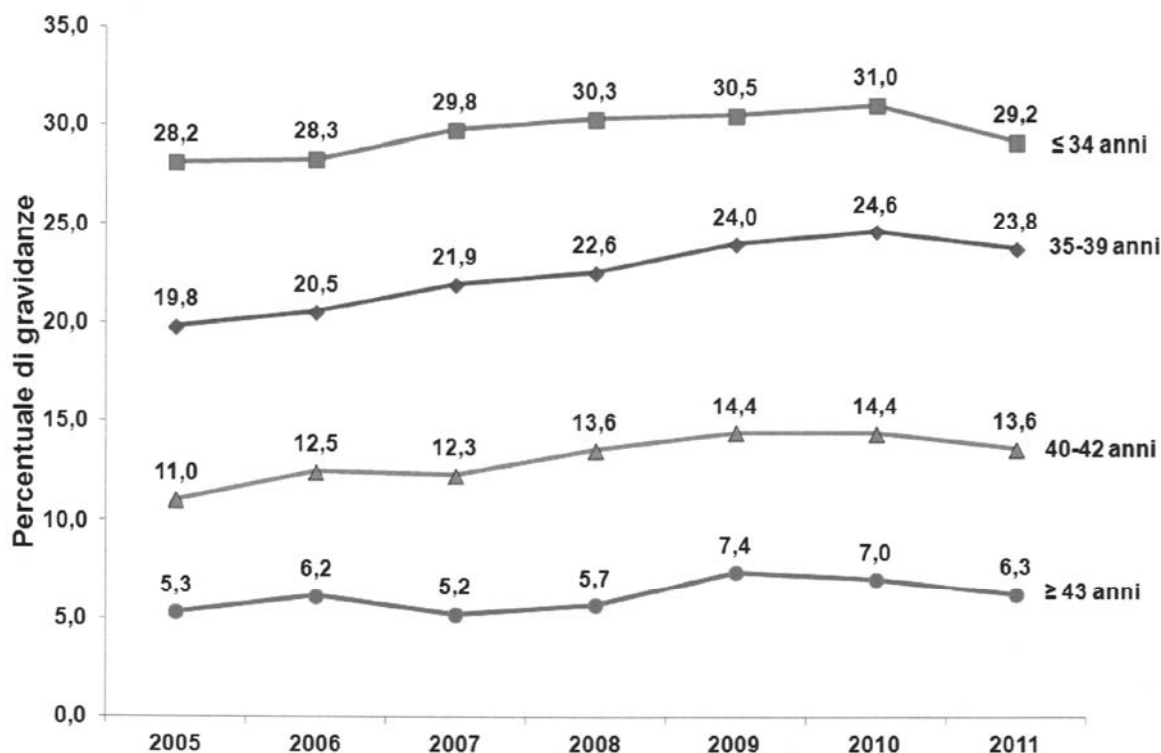 Percentuale di gravidanze
35,0
30,0
25,0
20,0
15,0
10,0
5,0
0,0
28,2 28,3 29,8 30,3 30,5 31,0 29,2
≤ 34 anni
19,8 20,5 21,9 22,6 24,0 24,6 23,8
35-39 anni
11,0 12,5 12,3 13,6 14,4 14,4 13,6
40-42 anni
5,3 6,2 5,2 5,7 7,4 7,0 6,3
≥ 43 anni
2005 2006 2007 2008 2009 2010 2011